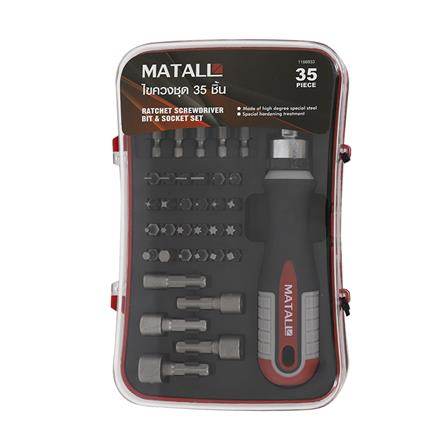 1166933
MATALL
35
PIECE
ไขควงชุด 35 ชิ้น
RATCHET SCREWDRIVER
BIT & SOCKET SET
Made of high degree special steel
Special hardening treatment
MATALL